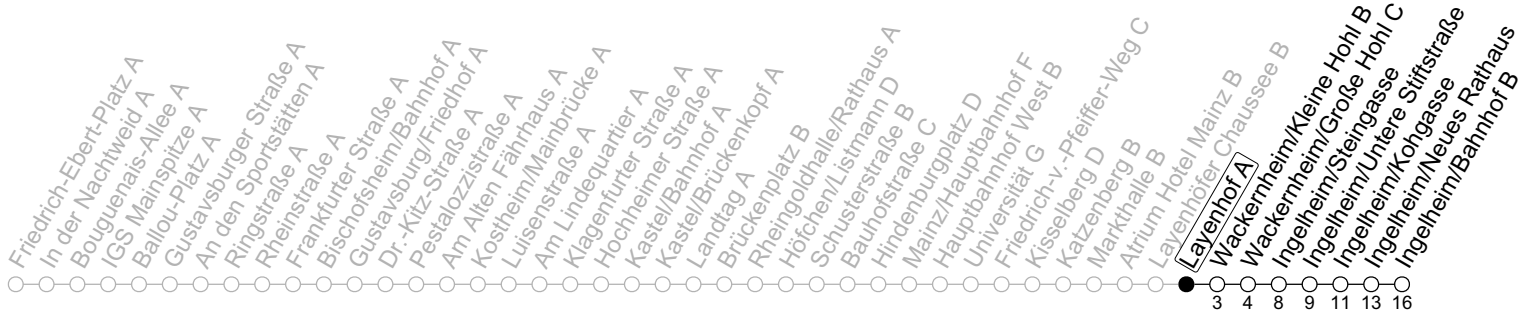 Friedrich-Ebert-Platz A
In der Nachtweid A
Bouguenais-Allee A
IGS Mainspitze A
Ballou-Platz A
Gustavsburger Straße A
An den Sportstätten A
Ringstraße A
Rheinstraße A
Frankfurter Straße A
Bischofsheim/Bahnhof A
Gustavsburg/Friedhof A
Dr.-Kitz-Straße A
Pestalozzistraße A
Am Alten Fährhaus A
Kostheim/Mainbrücke A
Luisenstraße A
Am Lindequartier A
Klagenfurter Straße A
Hochheimer Straße A
Kastel/Bahnhof A
Kastel/Brückenkopf A
Landtag A
Brückenplatz B
Rheingoldhalle/Rathaus A
Höfchen/Listmann D
Schusterstraße B
Bauhofstraße C
Hindenburgplatz D
Mainz/Hauptbahnhof F
Hauptbahnhof West B
Universität G
Friedrich-v.-Pfeiffer-Weg C
Kisselberg D
Katzenberg B
Markthalle B
Atrium Hotel Mainz B
Layenhöfer Chaussee B
Layenhof A
Wackernheim/Kleine Hohl B
Wackernheim/Große Hohl C
Ingelheim/Steingasse
Ingelheim/Untere Stiftstraße
Ingelheim/Kohgasse
Ingelheim/Neues Rathaus
Ingelheim/Bahnhof B
3 4 8 9 11 13 16